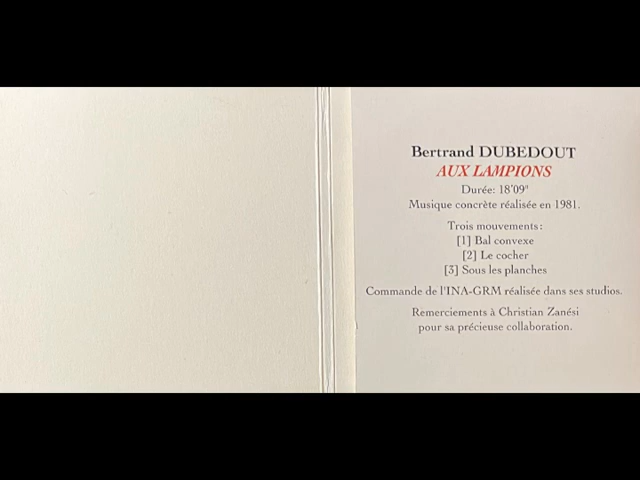 Bertrand DUBEDOUT
AUX LAMPIONS
Durée: 18'09"
Musique concrète réalisée en 1981.
Trois mouvements:
[1] Bal convexe
[2] Le cocher
[3] Sous les planches
Commande de l'INA-GRM réalisée dans ses studios.
Remerciements à Christian Zanési
pour sa précieuse collaboration.